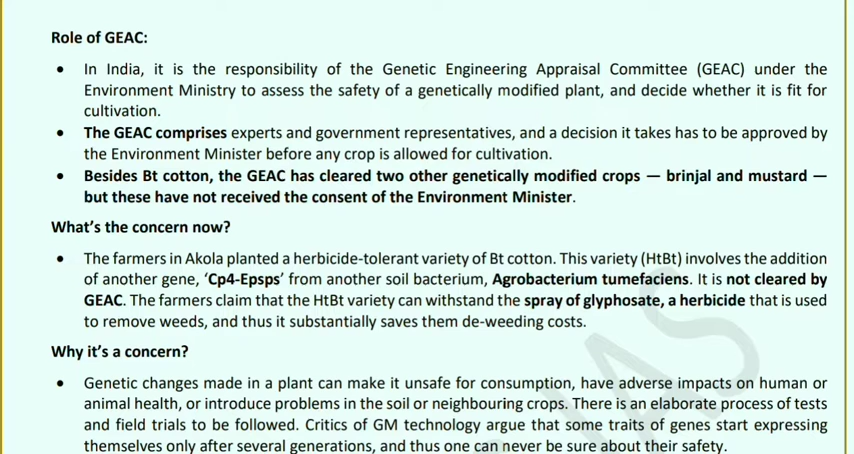 Role of GEAC:
• In India, it is the responsibility of the Genetic Engineering Appraisal Committee (GEAC) under the
Environment Ministry to assess the safety of a genetically modified plant, and decide whether it is fit for
cultivation.
• The GEAC comprises experts and government representatives, and a decision it takes has to be approved by
the Environment Minister before any crop is allowed for cultivation.
• Besides Bt cotton, the GEAC has cleared two other genetically modified crops — brinjal and mustard —
but these have not received the consent of the Environment Minister.
What's the concern now?
• The farmers in Akola planted a herbicide-tolerant variety of Bt cotton. This variety (HtBt) involves the addition
of another gene, 'Cp4-Epsps' from another soil bacterium, Agrobacterium tumefaciens. It is not cleared by
GEAC. The farmers claim that the HtBt variety can withstand the spray of glyphosate, a herbicide that is used
to remove weeds, and thus it substantially saves them de-weeding costs.
Why it's a concern?
• Genetic changes made in a plant can make it unsafe for consumption, have adverse impacts on human or
animal health, or introduce problems in the soil or neighbouring crops. There is an elaborate process of tests
and field trials to be followed. Critics of GM technology argue that some traits of genes start expressing
themselves only after several generations, and thus one can never be sure about their safety.
IAS